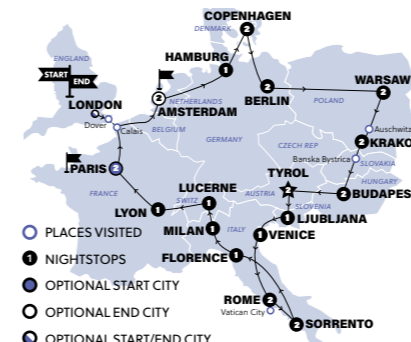 COPENHAGEN
2
DENMARK
ENGLAND
HAMBURG
1
START
END
WARSAW
2
LONDON
2
AMSTERDAM
NETHERLANDS
BERLIN
2
POLAND
Dover
Calais
BELGIUM
GERMANY
Auschwitz
2
KRAKO
CZECH REP
Banska Bystrica
SLOVAKIA
PARIS
2
TYROL
HUNGARY
LUCERNE
AUSTRIA
2
BUDAPES
FRANCE
1
SWITZ
SLOVENIA
LYON
1
1
LJUBLJANA
MILAN
1
ITALY
1
VENICE
PLACES VISITED
1
NIGHTSTOPS
FLORENCE
1
OPTIONAL START CITY
OPTIONAL END CITY
ROME
2
Vatican City
2
SORRENTO
OPTIONAL START/END CITY